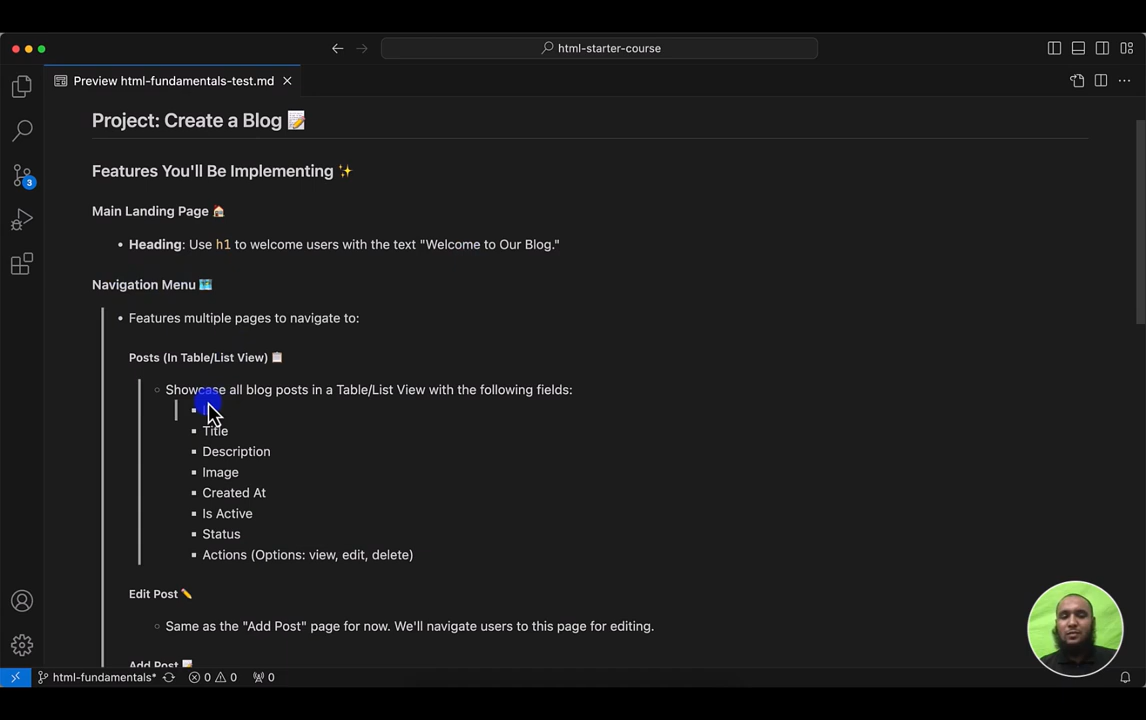 html-starter-course
Preview html-fundamentals-test.md
Project: Create a Blog 📝
Features You'll Be Implementing ✨
Main Landing Page 🏠
• Heading: Use h1 to welcome users with the text "Welcome to Our Blog."
Navigation Menu 🗺️
• Features multiple pages to navigate to:
Posts (In Table/List View) 📋
Showcase all blog posts in a Table/List View with the following fields:
Title
Description
Image
Created At
Is Active
Status
Actions (Options: view, edit, delete)
Edit Post ✏️
Same as the "Add Post" page for now. We'll navigate users to this page for editing.
Add Post 📝
3
html-fundamentals* 0 0 0